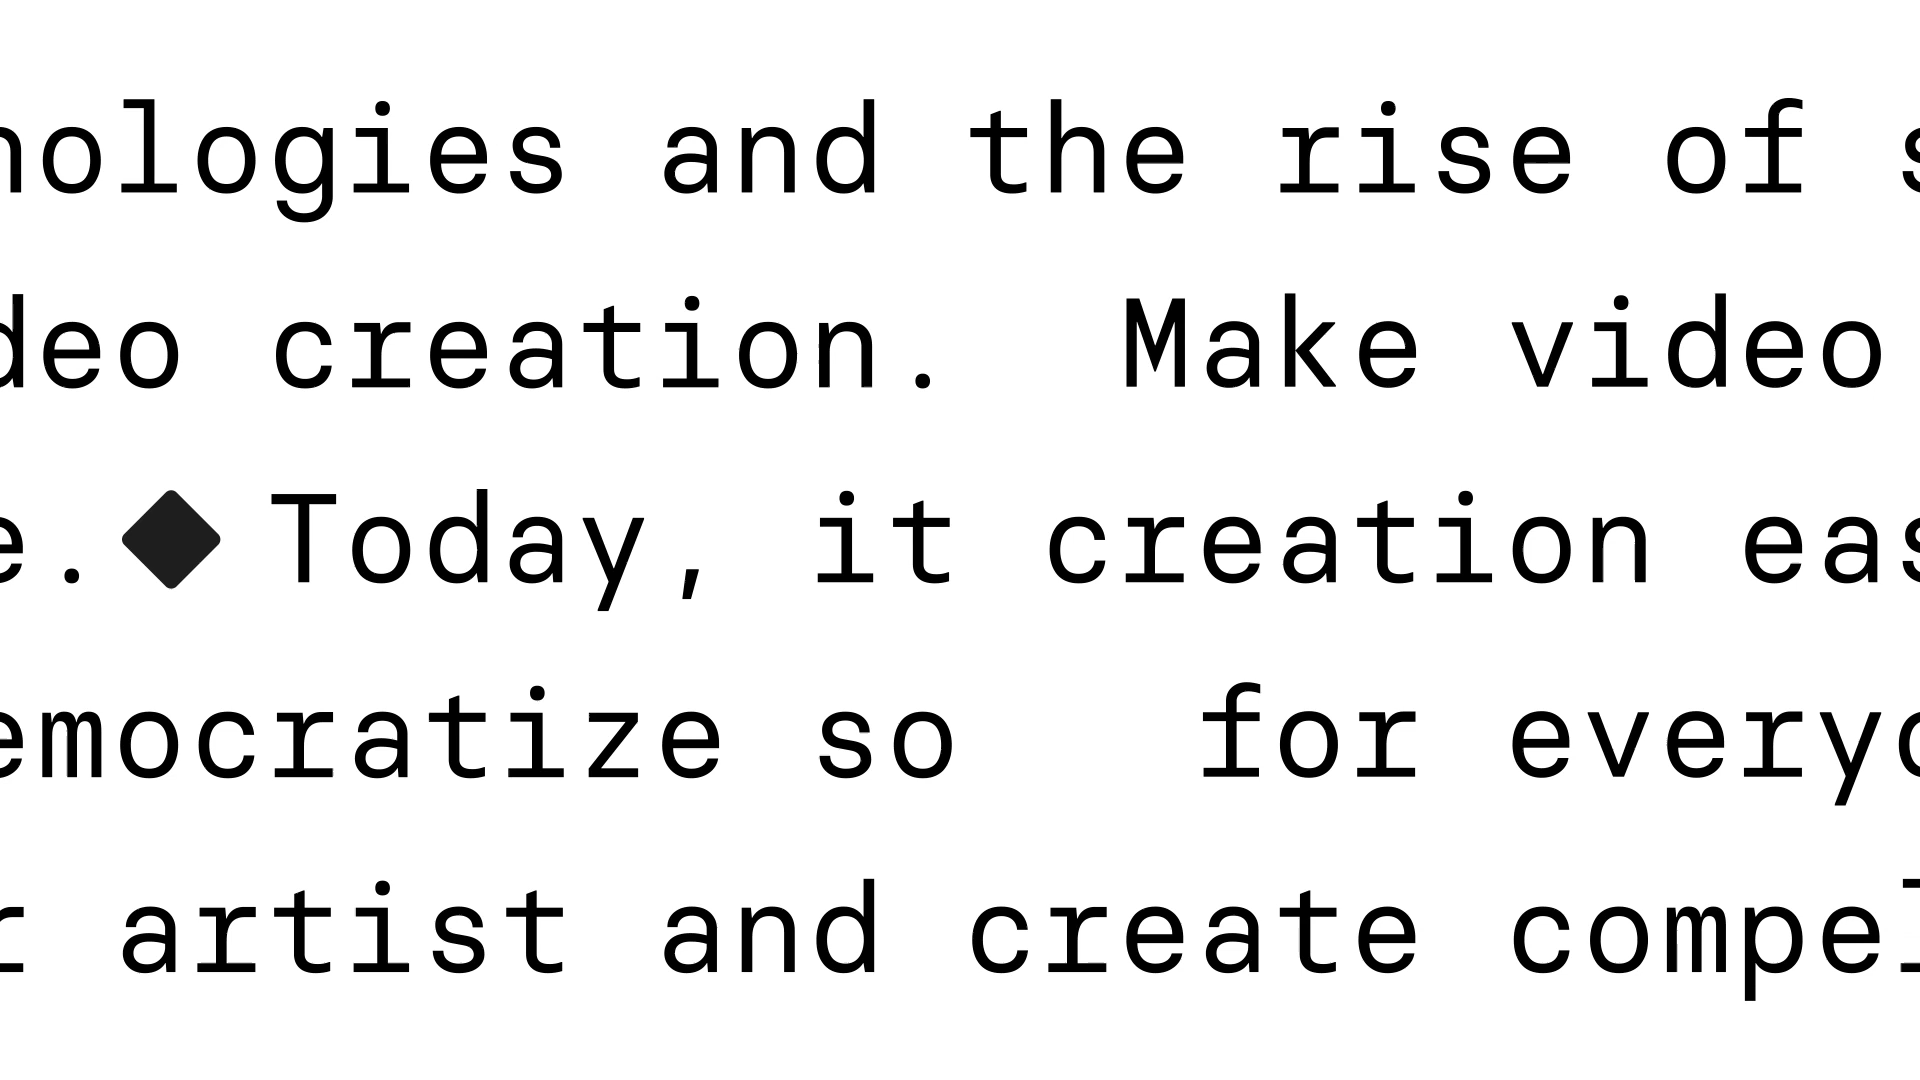 nologies and the rise of s
deo creation.  Make video
e.◆ Today, it creation eas
emocratize so   for everyo
r artist and create compel